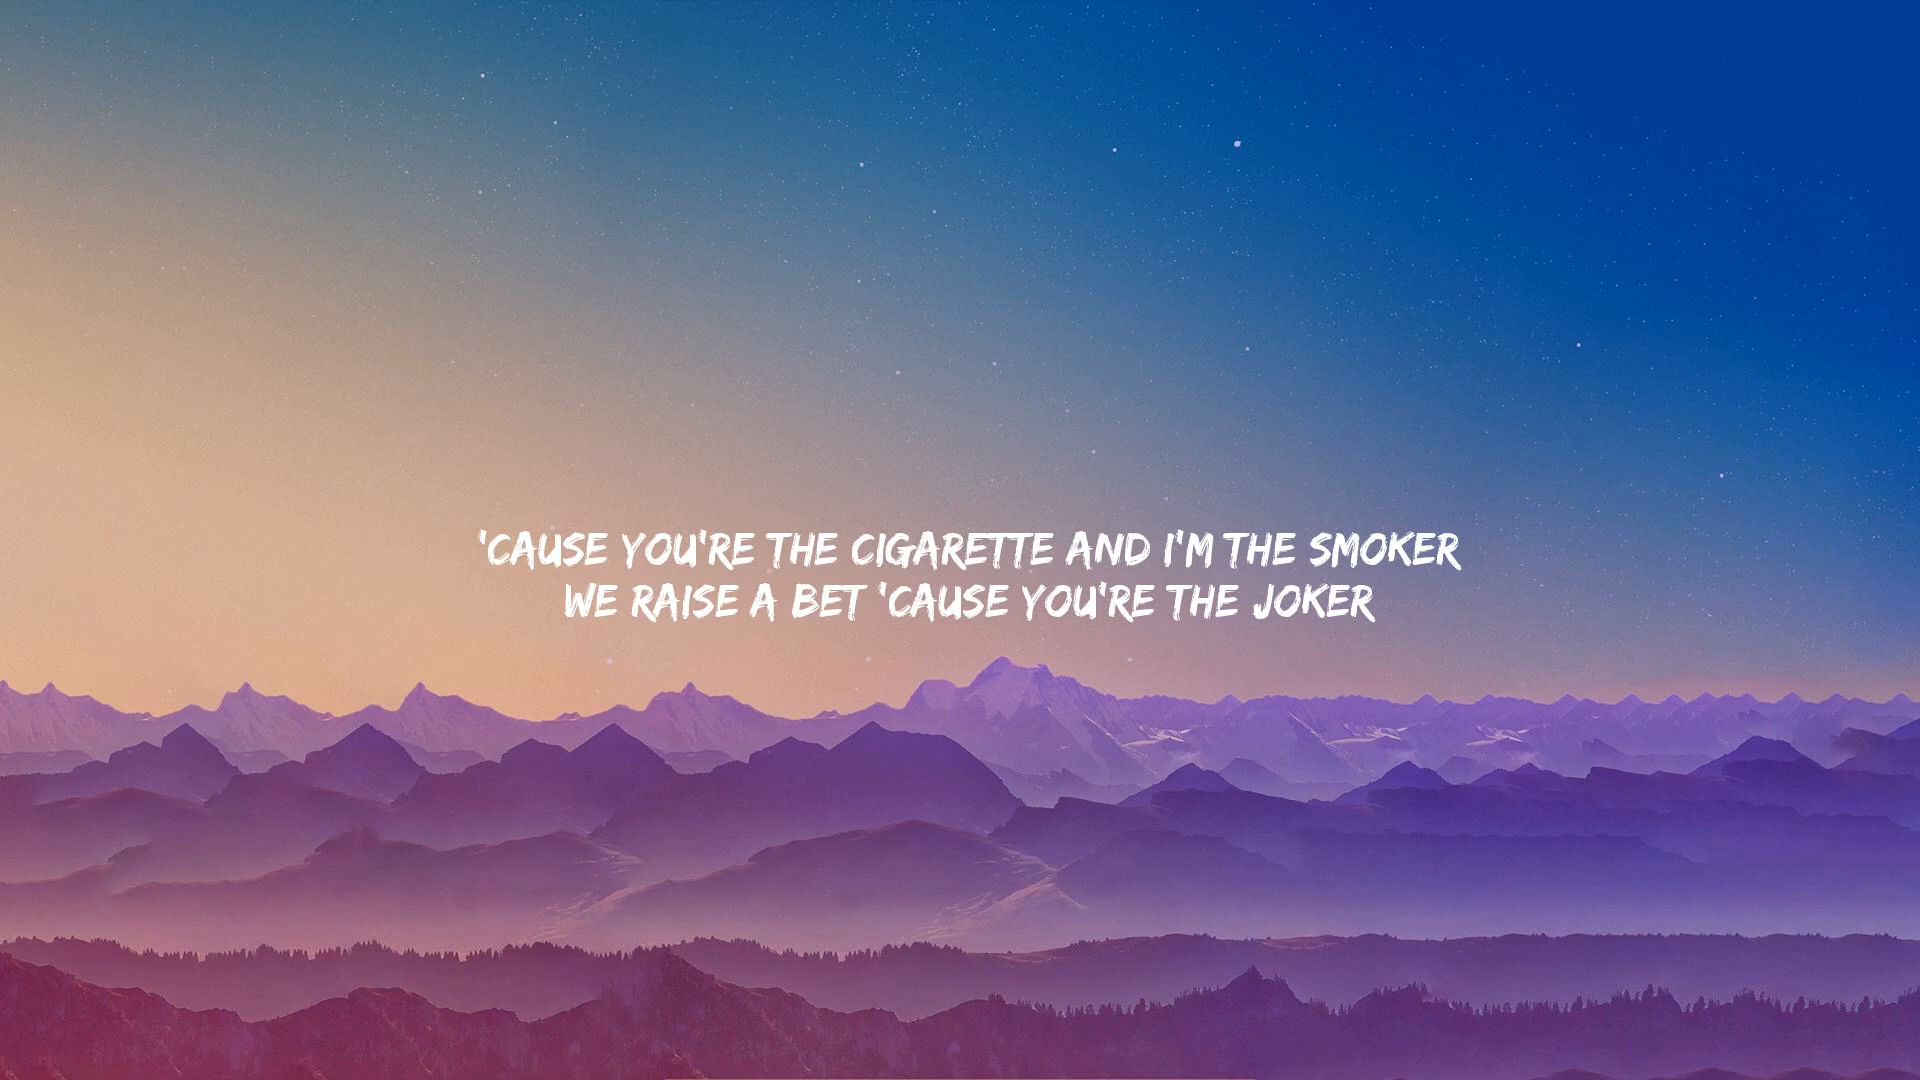 'CAUSE YOU'RE THE CIGARETTE AND I'M THE SMOKER
WE RAISE A BET 'CAUSE YOU'RE THE JOKER